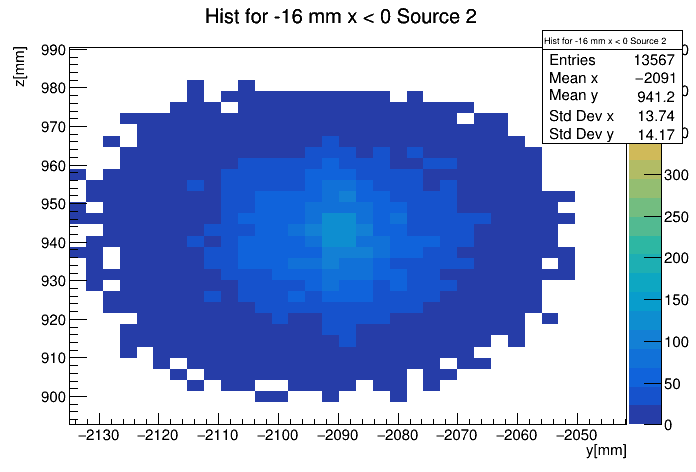 Hist for -16 mm x < 0 Source 2
z[mm]
990
980
970
960
950
940
930
920
910
900
−2130 −2120 −2110 −2100 −2090 −2080 −2070 −2060 −2050
y[mm]
Hist for -16 mm x < 0 Source 2
Entries 13567
Mean x −2091
Mean y 941.2
Std Dev x 13.74
Std Dev y 14.17
300
250
200
150
100
50
0